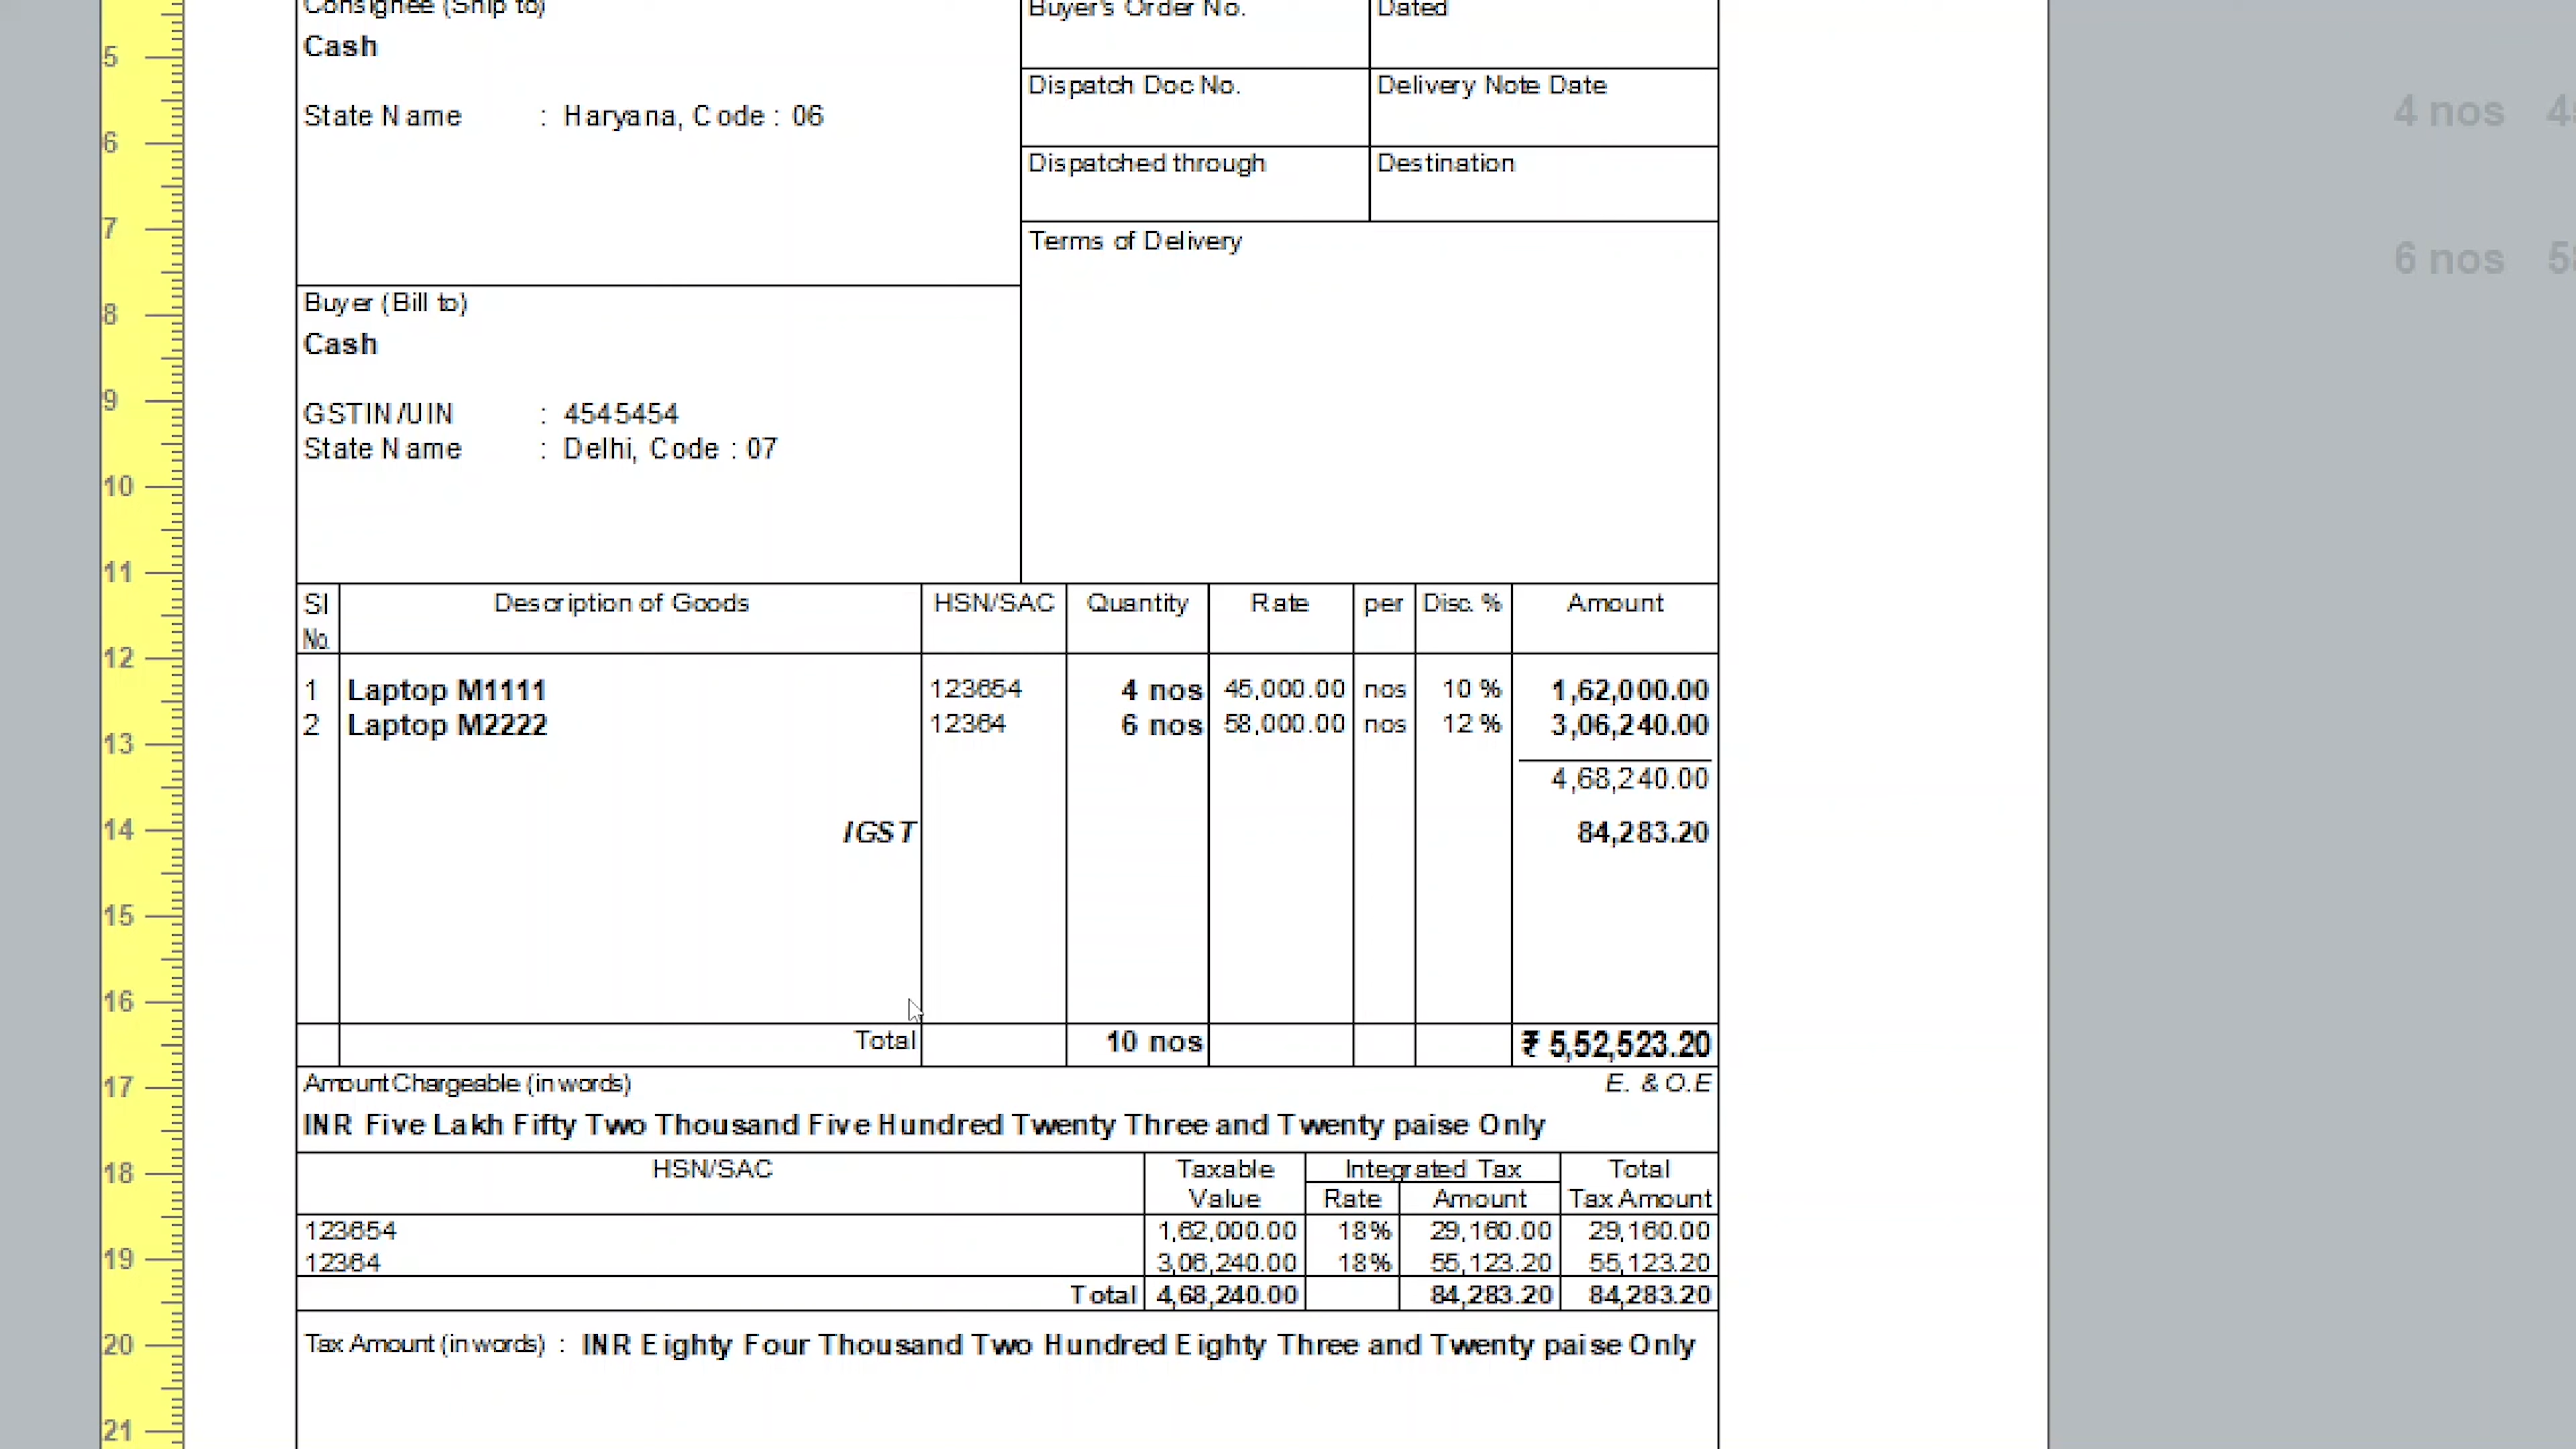 Consignee (Ship to)
Cash
State Name : Haryana, Code : 06
Buyer's Order No. Dated
Dispatch Doc No. Delivery Note Date
Dispatched through Destination
Terms of Delivery
Buyer (Bill to)
Cash
GSTIN/UIN : 4545454
State Name : Delhi, Code : 07
Sl No. Description of Goods HSN/SAC Quantity Rate per Disc. % Amount
1 Laptop M1111 123654 4 nos 45,000.00 nos 10 % 1,62,000.00
2 Laptop M2222 12364 6 nos 58,000.00 nos 12 % 3,06,240.00
4,68,240.00
IGST 84,283.20
Total 10 nos ₹ 5,52,523.20
Amount Chargeable (in words) E. & O.E
INR Five Lakh Fifty Two Thousand Five Hundred Twenty Three and Twenty paise Only
HSN/SAC Taxable Value Integrated Tax Total Tax Amount
Rate Amount
123654 1,62,000.00 18% 29,160.00 29,160.00
12364 3,06,240.00 18% 55,123.20 55,123.20
Total 4,68,240.00 84,283.20 84,283.20
Tax Amount (in words) : INR Eighty Four Thousand Two Hundred Eighty Three and Twenty paise Only
5
6
7
8
9
10
11
12
13
14
15
16
17
18
19
20
21
4 nos
6 nos